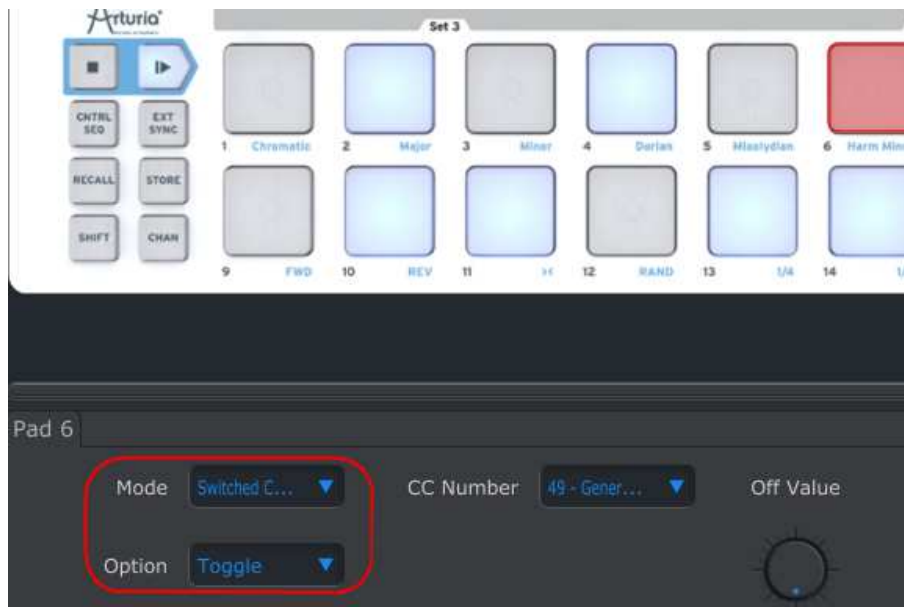 Arturia
Set 3
CNTRL SEQ
EXT SYNC
1 Chromatic 2 Major 3 Minor 4 Dorian 5 Mixolydian 6 Harm Min
RECALL STORE
SHIFT CHAN
9 FWD 10 REV 11 >< 12 RAND 13 1/4 14
Pad 6
Mode Switched C... CC Number 49 - Gener... Off Value
Option Toggle